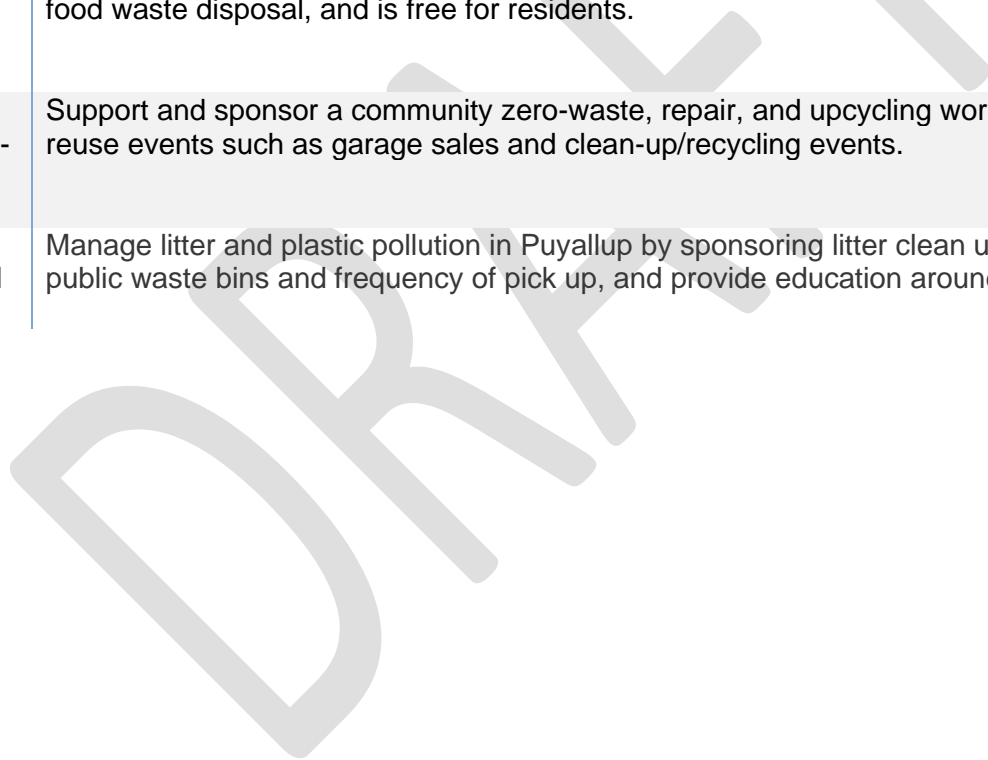 food waste disposal, and is free for residents.
Support and sponsor a community zero-waste, repair, and upcycling
-
reuse events such as garage sales and clean-up/recycling events.
Manage litter and plastic pollution in Puyallup by sponsoring litter clean
public waste bins and frequency of pick up, and provide education
DRAFT